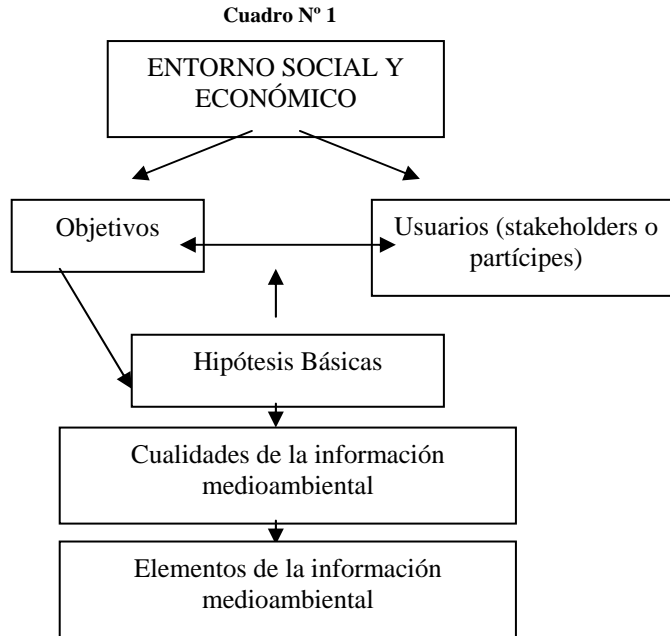 Cuadro Nº 1
ENTORNO SOCIAL Y
ECONÓMICO
Objetivos
Usuarios (stakeholders o
partícipes)
Hipótesis Básicas
Cualidades de la información
medioambiental
Elementos de la información
medioambiental